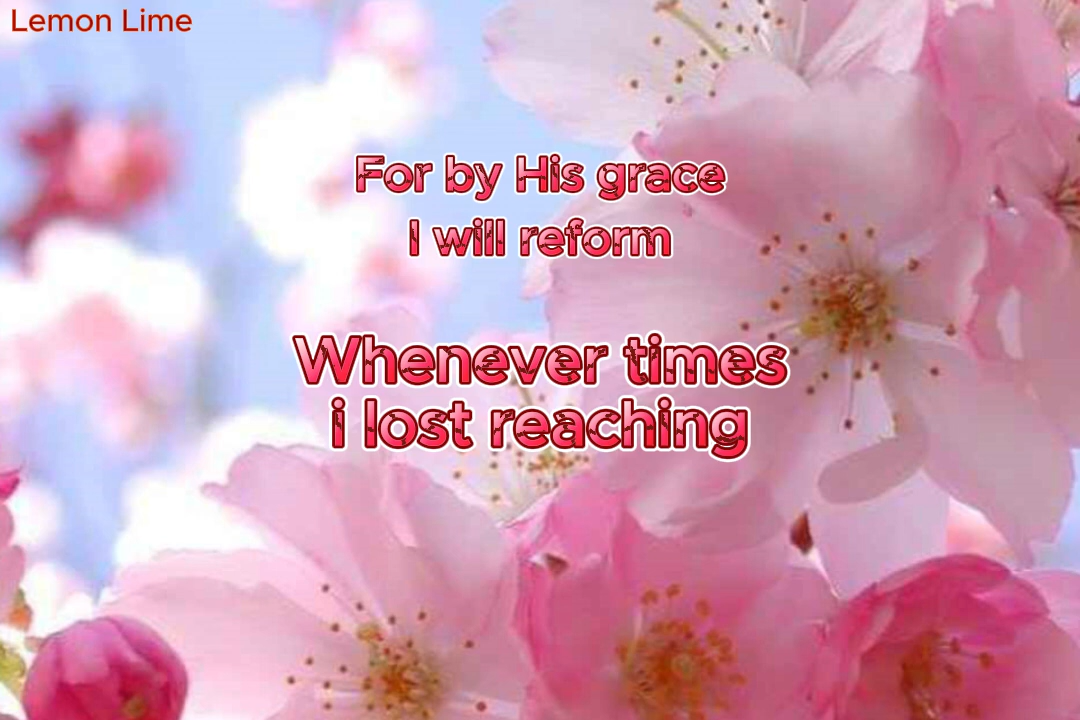 Lemon Lime
For by His grace
I will reform
Whenever times
i lost reaching